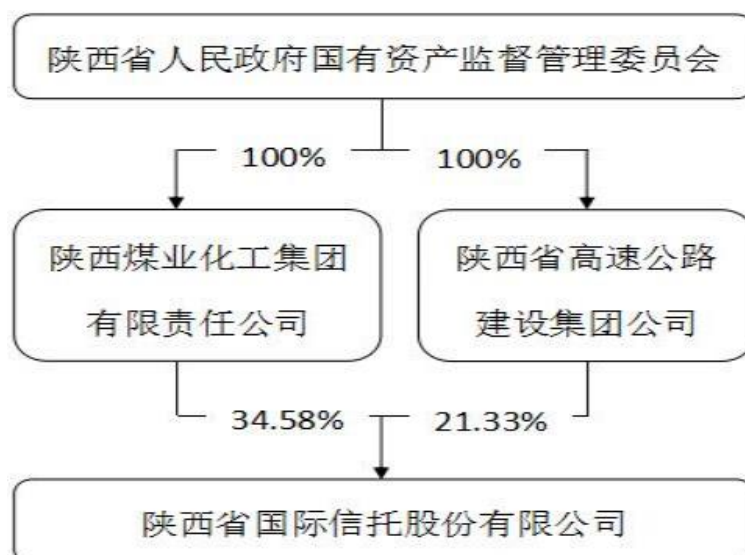 陕西省人民政府国有资产监督管理委员会
100% 100%
陕西煤业化工集团
有限责任公司
陕西省高速公路
建设集团公司
34.58% 21.33%
陕西省国际信托股份有限公司